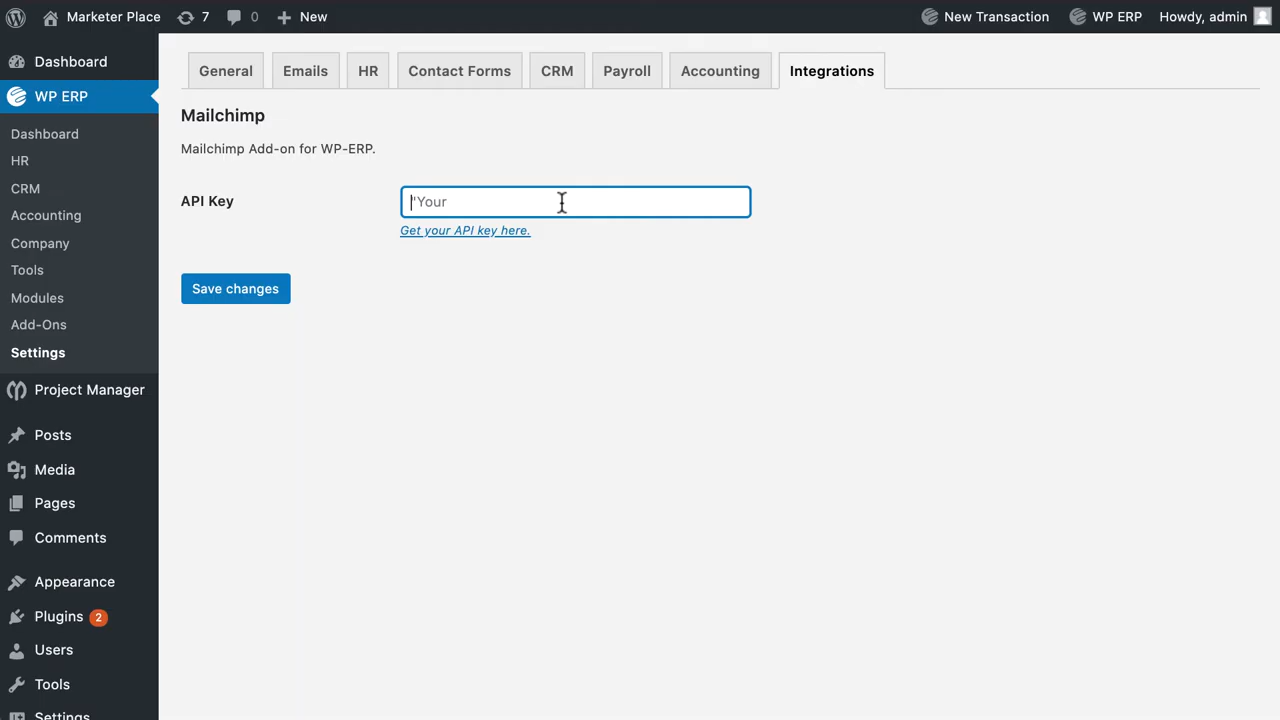 Marketer Place 7 0 New New Transaction WP ERP Howdy, admin
Dashboard
WP ERP
Dashboard
HR
CRM
Accounting
Company
Tools
Modules
Add-Ons
Settings
Project Manager
Posts
Media
Pages
Comments
Appearance
Plugins 2
Users
Tools
Settings
General Emails HR Contact Forms CRM Payroll Accounting Integrations
Mailchimp
Mailchimp Add-on for WP-ERP.
API Key "Your
Get your API key here.
Save changes